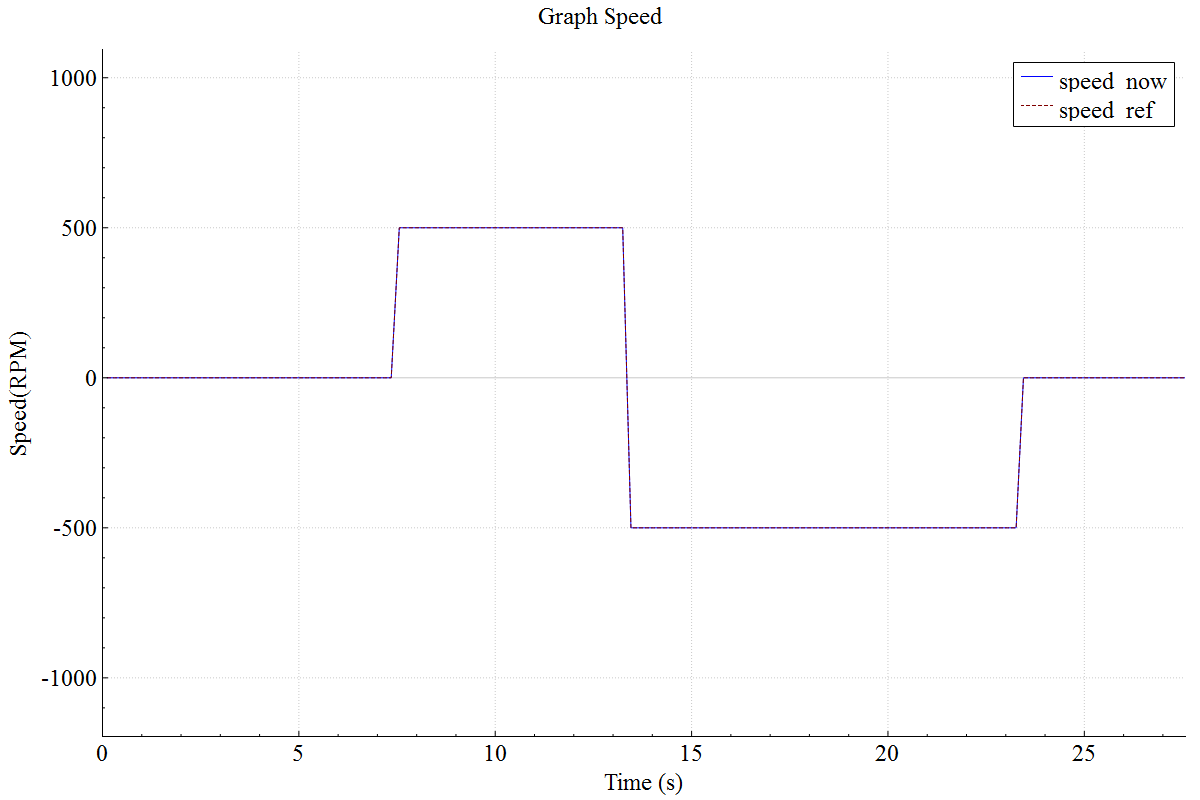 Graph Speed
speed now
speed ref
1000
500
0
-500
-1000
Speed(RPM)
0 5 10 15 20 25
Time (s)